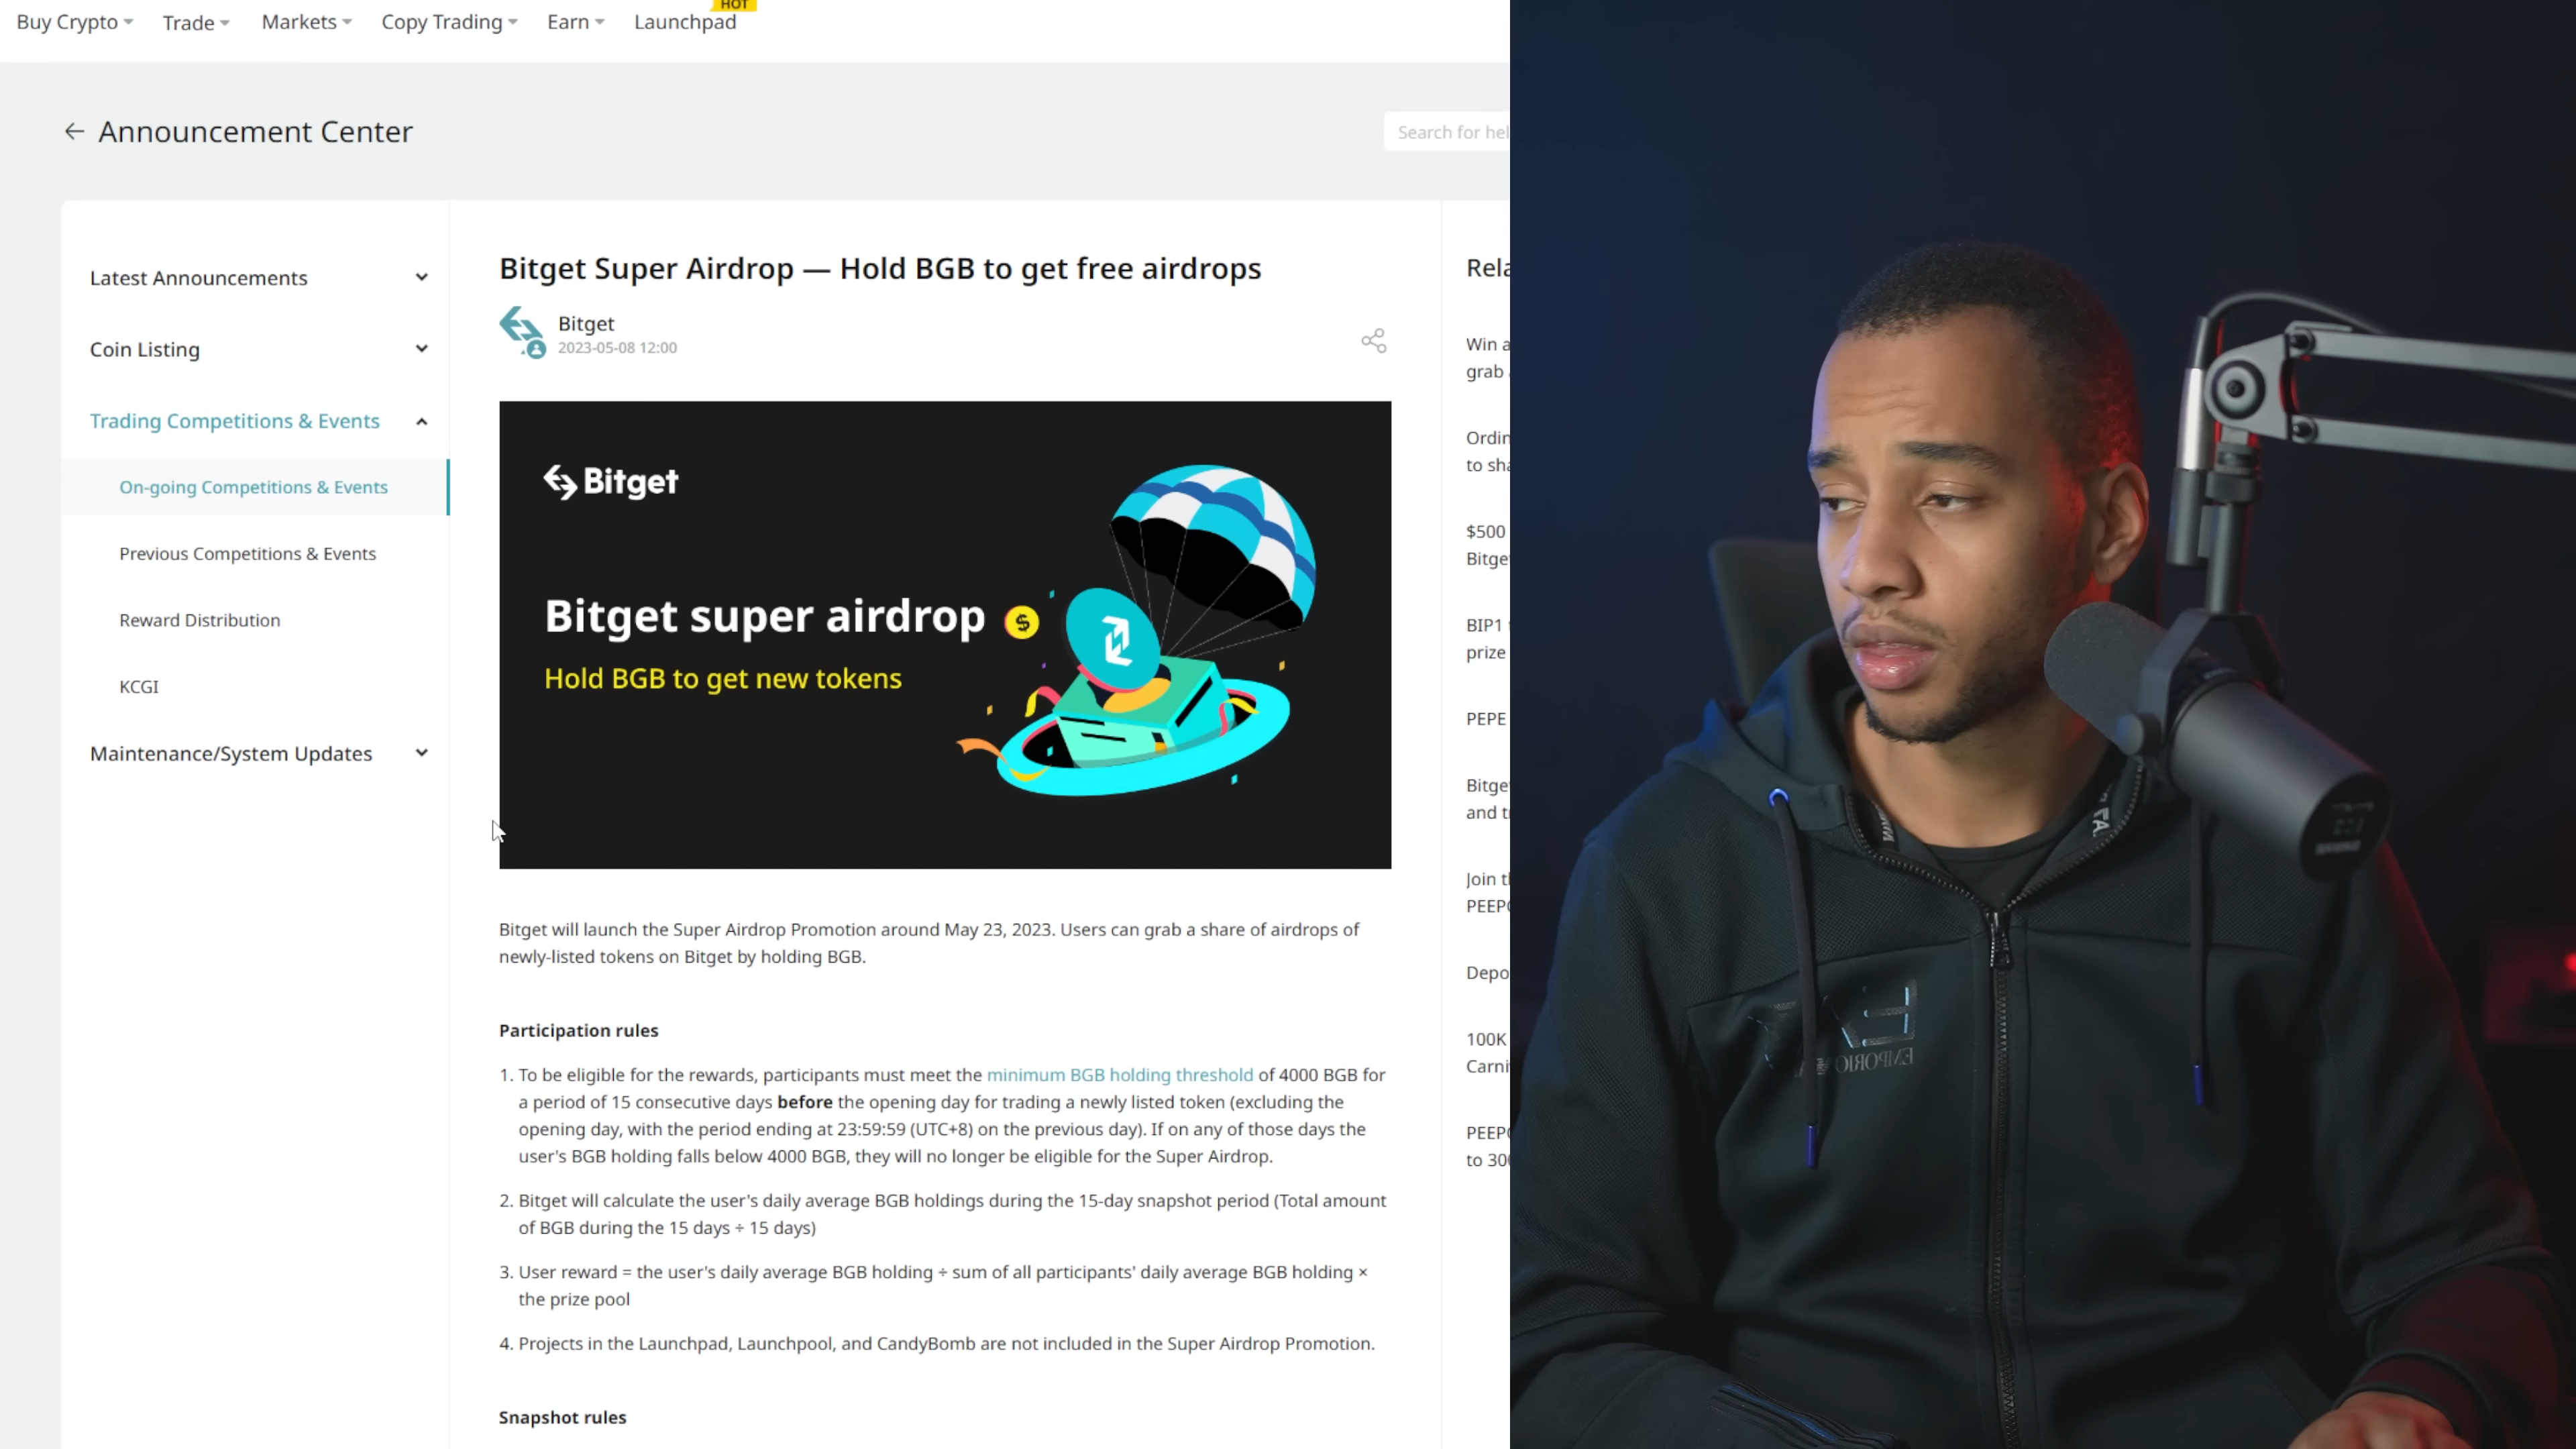 HOT
Buy Crypto Trade Markets Copy Trading Earn Launchpad
Announcement Center
Search for hel
Latest Announcements
Coin Listing
Trading Competitions & Events
On-going Competitions & Events
Previous Competitions & Events
Reward Distribution
KCGI
Maintenance/System Updates
Bitget Super Airdrop — Hold BGB to get free airdrops
Bitget
2023-05-08 12:00
Bitget
Bitget super airdrop
$
Hold BGB to get new tokens
Bitget will launch the Super Airdrop Promotion around May 23, 2023. Users can grab a share of airdrops of
newly-listed tokens on Bitget by holding BGB.
Participation rules
1. To be eligible for the rewards, participants must meet the minimum BGB holding threshold of 4000 BGB for
a period of 15 consecutive days before the opening day for trading a newly listed token (excluding the
opening day, with the period ending at 23:59:59 (UTC+8) on the previous day). If on any of those days the
user's BGB holding falls below 4000 BGB, they will no longer be eligible for the Super Airdrop.
2. Bitget will calculate the user's daily average BGB holdings during the 15-day snapshot period (Total amount
of BGB during the 15 days ÷ 15 days)
3. User reward = the user's daily average BGB holding ÷ sum of all participants' daily average BGB holding ×
the prize pool
4. Projects in the Launchpad, Launchpool, and CandyBomb are not included in the Super Airdrop Promotion.
Snapshot rules
Rela
Win a
grab
Ordin
to sha
$500
Bitge
BIP1
prize
PEPE
Bitge
and t
Join t
PEEP
Depo
100K
Carni
PEEP
to 30
EMPORIO